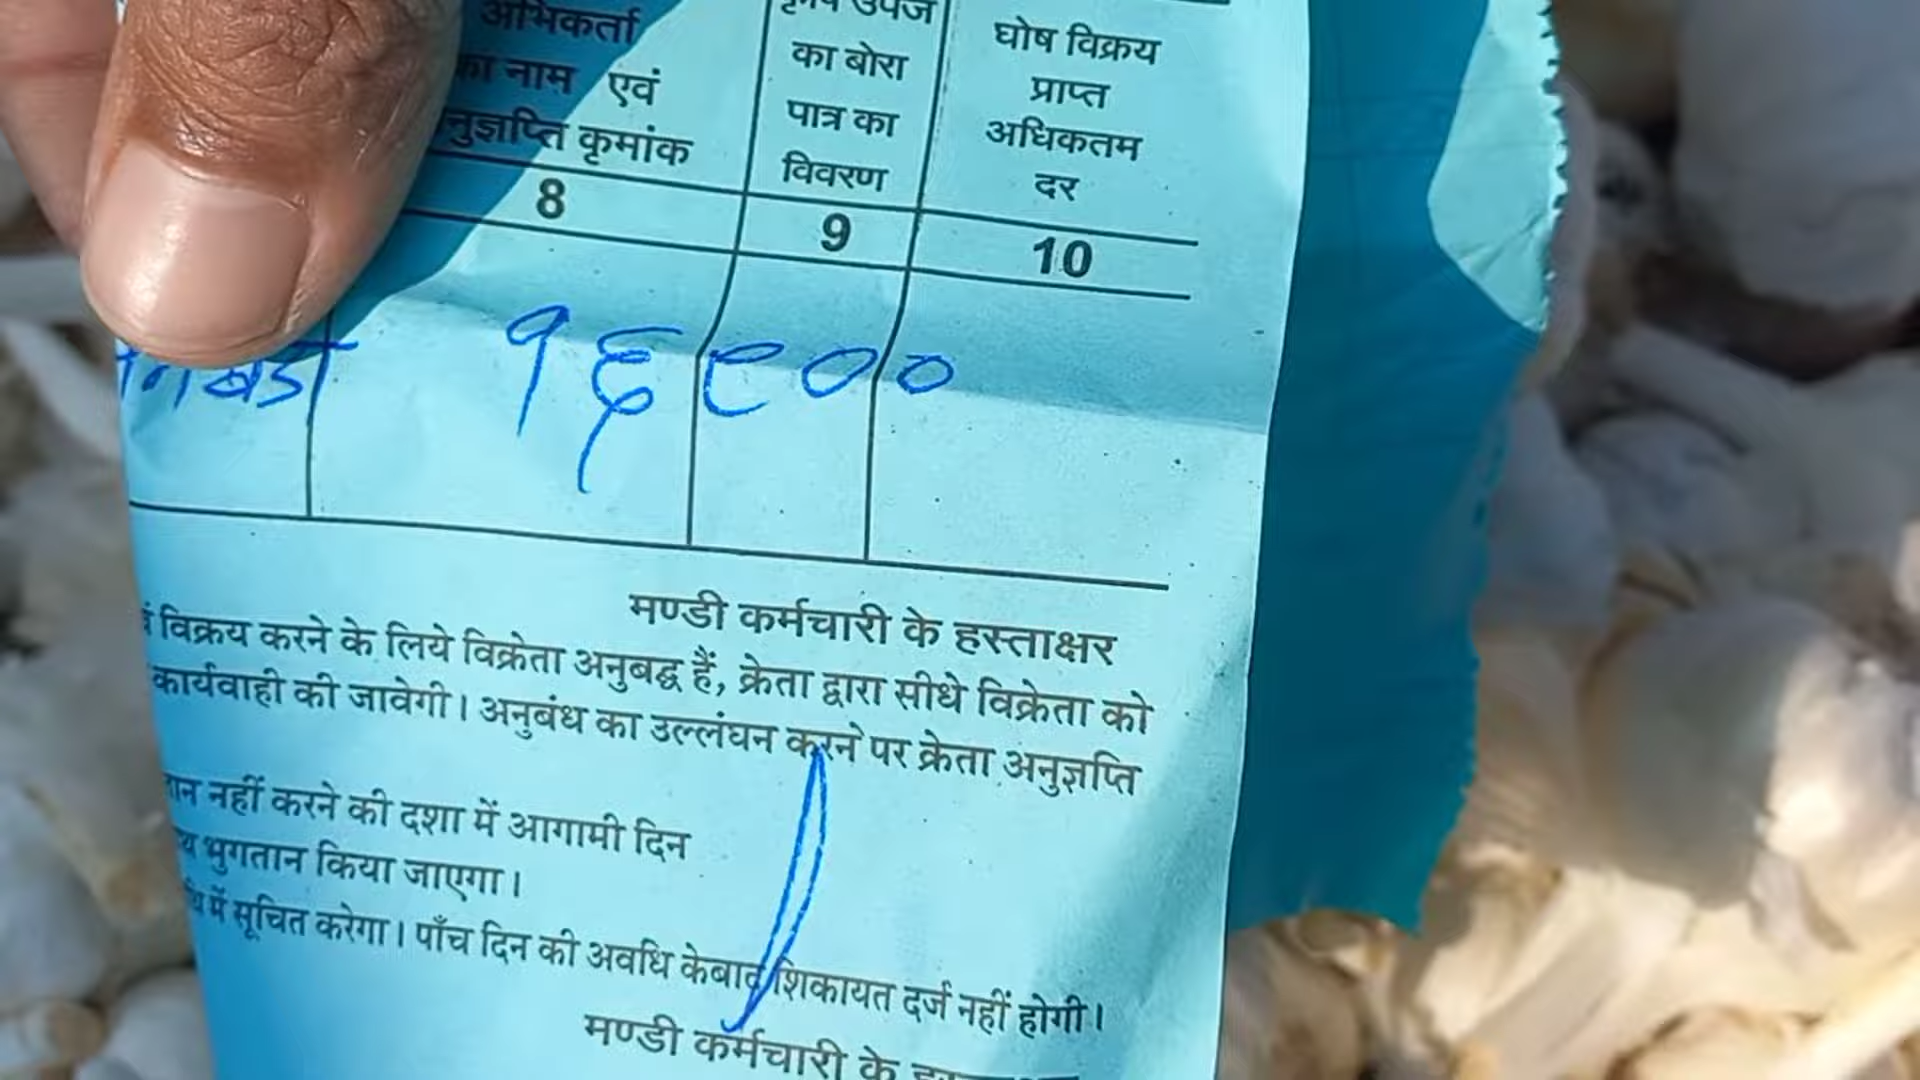 अभिकर्ता
का नाम एवं
अनुज्ञप्ति कृमांक
8
कृषि उपज
का बोरा
पात्र का
विवरण
9
घोष विक्रय
प्राप्त
अधिकतम
दर
10
१६९००
मण्डी कर्मचारी के हस्ताक्षर
विक्रय करने के लिये विक्रेता अनुबद्ध हैं, क्रेता द्वारा सीधे विक्रेता को
कार्यवाही की जावेगी। अनुबंध का उल्लंघन करने पर क्रेता अनुज्ञप्ति
नहीं करने की दशा में आगामी दिन
भुगतान किया जाएगा।
में सूचित करेगा। पाँच दिन की अवधि केबाद शिकायत दर्ज नहीं होगी।
मण्डी कर्मचारी के